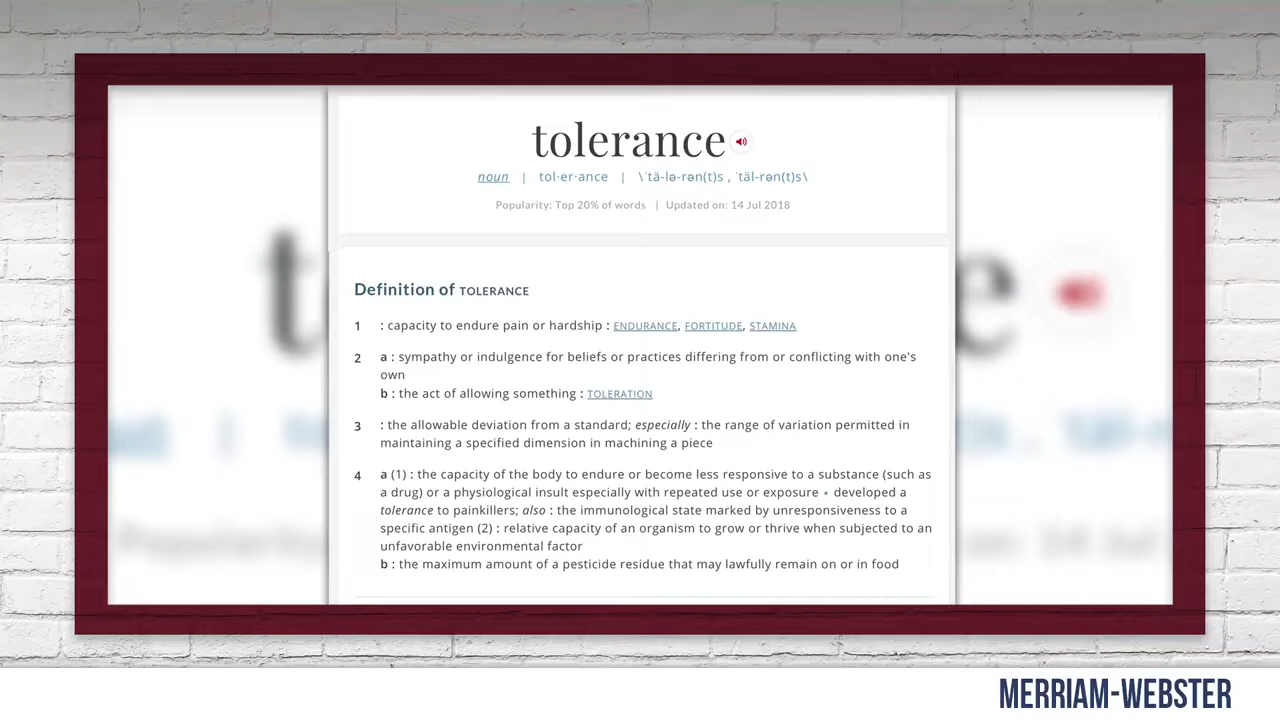 tolerance
noun | tol·er·ance | \ˈtä-lə-rən(t)s , ˈtäl-rən(t)s\
Popularity: Top 20% of words | Updated on: 14 Jul 2018
Definition of TOLERANCE
1 : capacity to endure pain or hardship : ENDURANCE, FORTITUDE, STAMINA
2 a : sympathy or indulgence for beliefs or practices differing from or conflicting with one's
own
b : the act of allowing something : TOLERATION
3 : the allowable deviation from a standard; especially : the range of variation permitted in
maintaining a specified dimension in machining a piece
4 a (1) : the capacity of the body to endure or become less responsive to a substance (such as
a drug) or a physiological insult especially with repeated use or exposure • developed a
tolerance to painkillers; also : the immunological state marked by unresponsiveness to a
specific antigen (2) : relative capacity of an organism to grow or thrive when subjected to an
unfavorable environmental factor
b : the maximum amount of a pesticide residue that may lawfully remain on or in food
MERRIAM-WEBSTER